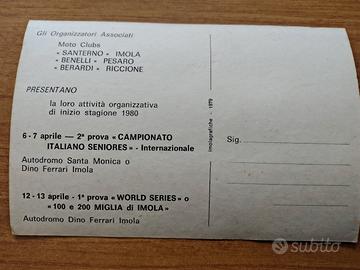 Gli Organizzatori Associati
Moto Clubs
« SANTERNO » IMOLA
« BENELLI » PESARO
« BERARDI » RICCIONE
PRESENTANO
la loro attività organizzativa
di inizio stagione 1980
6 - 7 aprile — 2ª prova «CAMPIONATO
ITALIANO SENIORES» - Internazionale
Autodromo Santa Monica o
Dino Ferrari Imola
12 - 13 aprile - 1ª prova «WORLD SERIES» o
« 100 e 200 MIGLIA di IMOLA»
Autodromo Dino Ferrari Imola
imolagrafiche - 1979
Sig.
subito